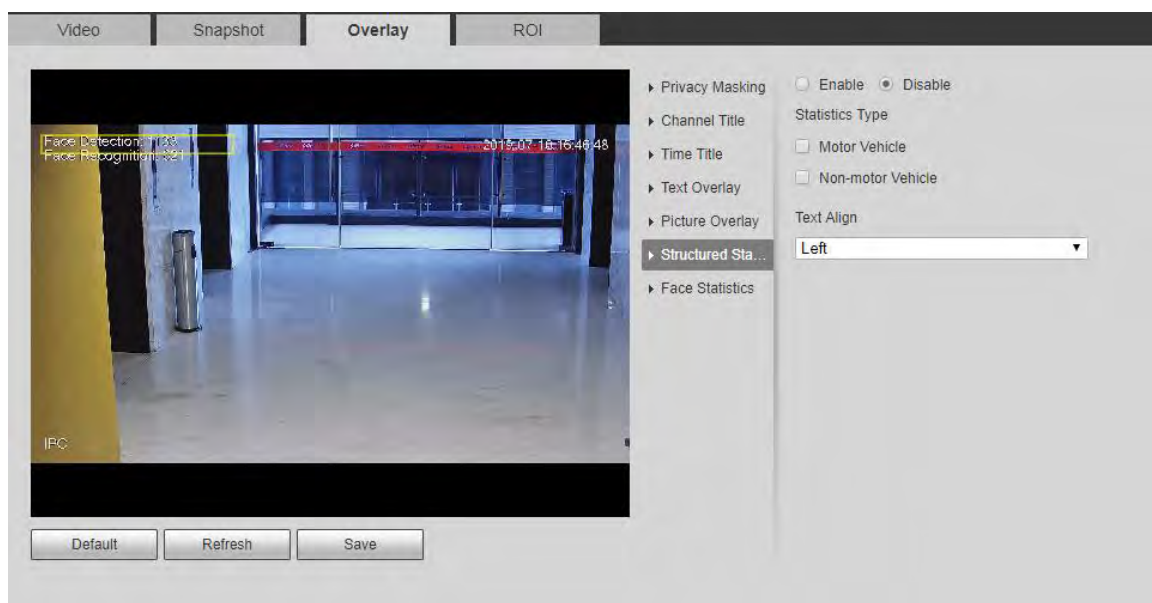 Video
Snapshot
Overlay
ROI
Face Detection:
Face Recognition:
Privacy Masking
Channel Title
Time Title
Text Overlay
Picture Overlay
Structured Sta...
Face Statistics
Enable
Disable
Statistics Type
Motor Vehicle
Non-motor Vehicle
Text Align
Left
IPC
Default
Refresh
Save